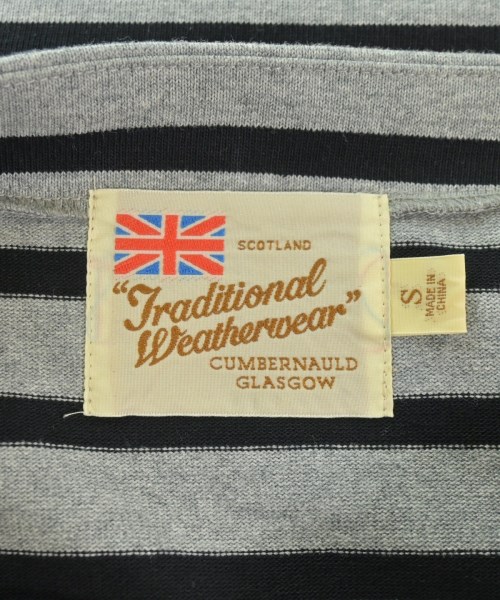 SCOTLAND
“Traditional
Weatherwear”
CUMBERNAULD
GLASGOW
S
MADE IN
CHINA